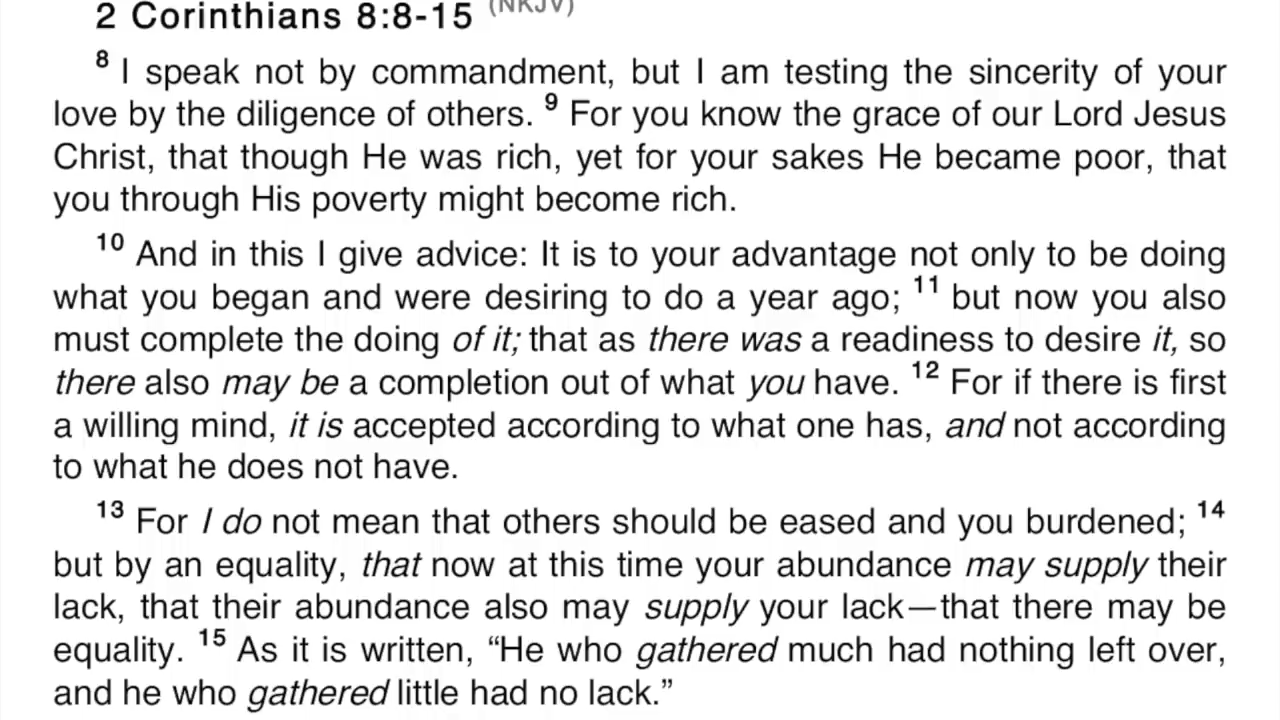 2 Corinthians 8:8-15 (NKJV)
8 I speak not by commandment, but I am testing the sincerity of your
love by the diligence of others. 9 For you know the grace of our Lord Jesus
Christ, that though He was rich, yet for your sakes He became poor, that
you through His poverty might become rich.
10 And in this I give advice: It is to your advantage not only to be doing
what you began and were desiring to do a year ago; 11 but now you also
must complete the doing of it; that as there was a readiness to desire it, so
there also may be a completion out of what you have. 12 For if there is first
a willing mind, it is accepted according to what one has, and not according
to what he does not have.
13 For I do not mean that others should be eased and you burdened; 14
but by an equality, that now at this time your abundance may supply their
lack, that their abundance also may supply your lack—that there may be
equality. 15 As it is written, “He who gathered much had nothing left over,
and he who gathered little had no lack.”